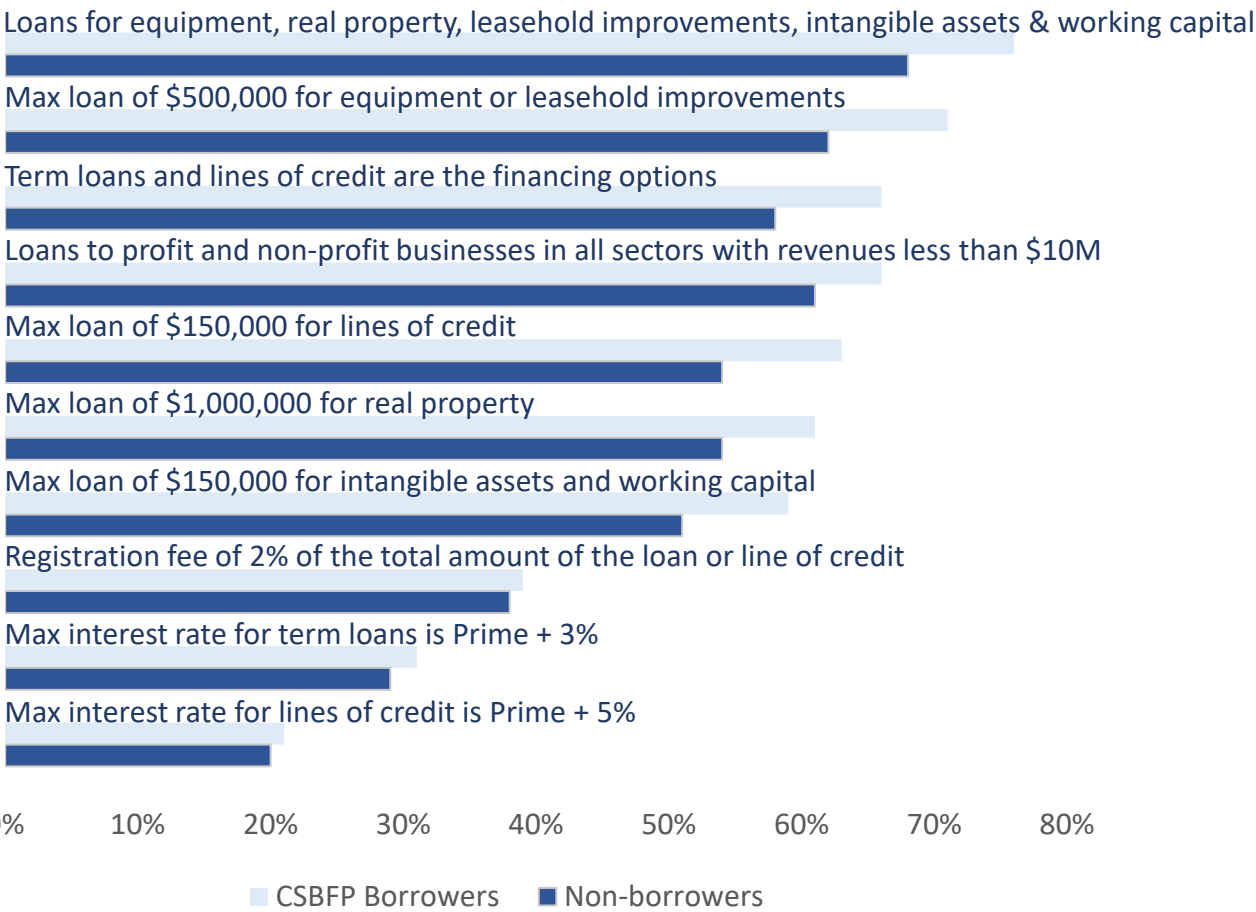 Loans for equipment, real property, leasehold improvements, intangible assets & working capital
Max loan of $500,000 for equipment or leasehold improvements
Term loans and lines of credit are the financing options
Loans to profit and non-profit businesses in all sectors with revenues less than $10M
Max loan of $150,000 for lines of credit
Max loan of $1,000,000 for real property
Max loan of $150,000 for intangible assets and working capital
Registration fee of 2% of the total amount of the loan or line of credit
Max interest rate for term loans is Prime + 3%
Max interest rate for lines of credit is Prime + 5%
% 10% 20% 30% 40% 50% 60% 70% 80%
CSBFP Borrowers Non-borrowers